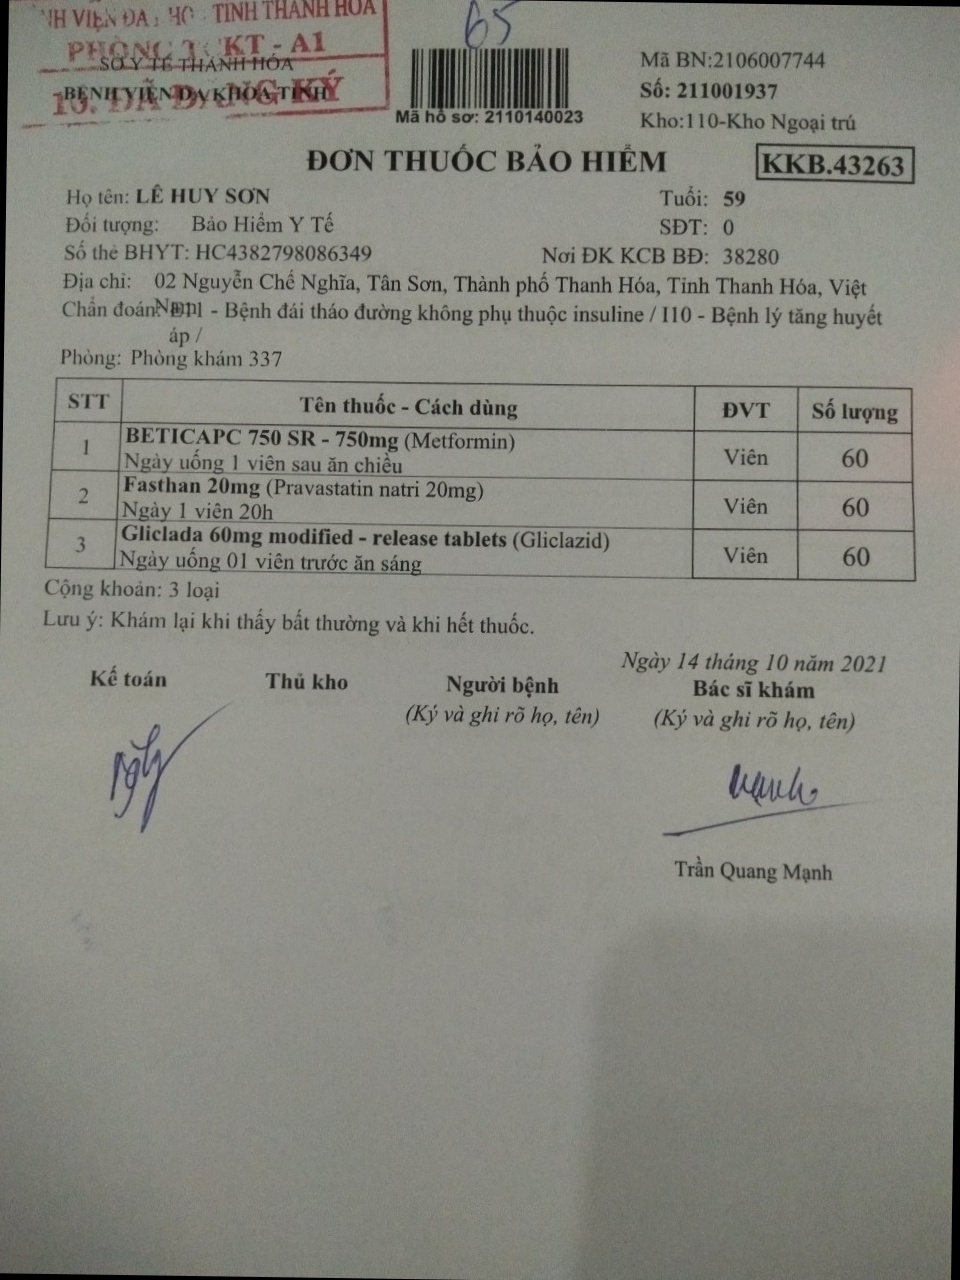 65
TỈNH THANH HÓA
PHÒNG TCKT - A1
SỞ Y TẾ THANH HÓA
BỆNH VIỆN ĐA KHOA TỈNH
ĐÃ ĐĂNG KÝ
Mã hồ sơ: 2110140023
Mã BN:2106007744
Số: 211001937
Kho:110-Kho Ngoại trú
ĐƠN THUỐC BẢO HIỂM
KKB.43263
Họ tên: LÊ HUY SƠN Tuổi: 59
Đối tượng: Bảo Hiểm Y Tế SĐT: 0
Số thẻ BHYT: HC4382798086349 Nơi ĐK KCB BĐ: 38280
Địa chỉ: 02 Nguyễn Chế Nghĩa, Tân Sơn, Thành phố Thanh Hóa, Tỉnh Thanh Hóa, Việt
Nam
Chẩn đoán: - Bệnh đái tháo đường không phụ thuộc insuline / I10 - Bệnh lý tăng huyết
áp /
Phòng: Phòng khám 337
STT Tên thuốc - Cách dùng ĐVT Số lượng
1 BETICAPC 750 SR - 750mg (Metformin) Viên 60
Ngày uống 1 viên sau ăn chiều
2 Fasthan 20mg (Pravastatin natri 20mg) Viên 60
Ngày 1 viên 20h
3 Gliclada 60mg modified - release tablets (Gliclazid) Viên 60
Ngày uống 01 viên trước ăn sáng
Cộng khoản: 3 loại
Lưu ý: Khám lại khi thấy bất thường và khi hết thuốc.
Ngày 14 tháng 10 năm 2021
Kế toán Thủ kho Người bệnh Bác sĩ khám
(Ký và ghi rõ họ, tên) (Ký và ghi rõ họ, tên)
Trần Quang Mạnh